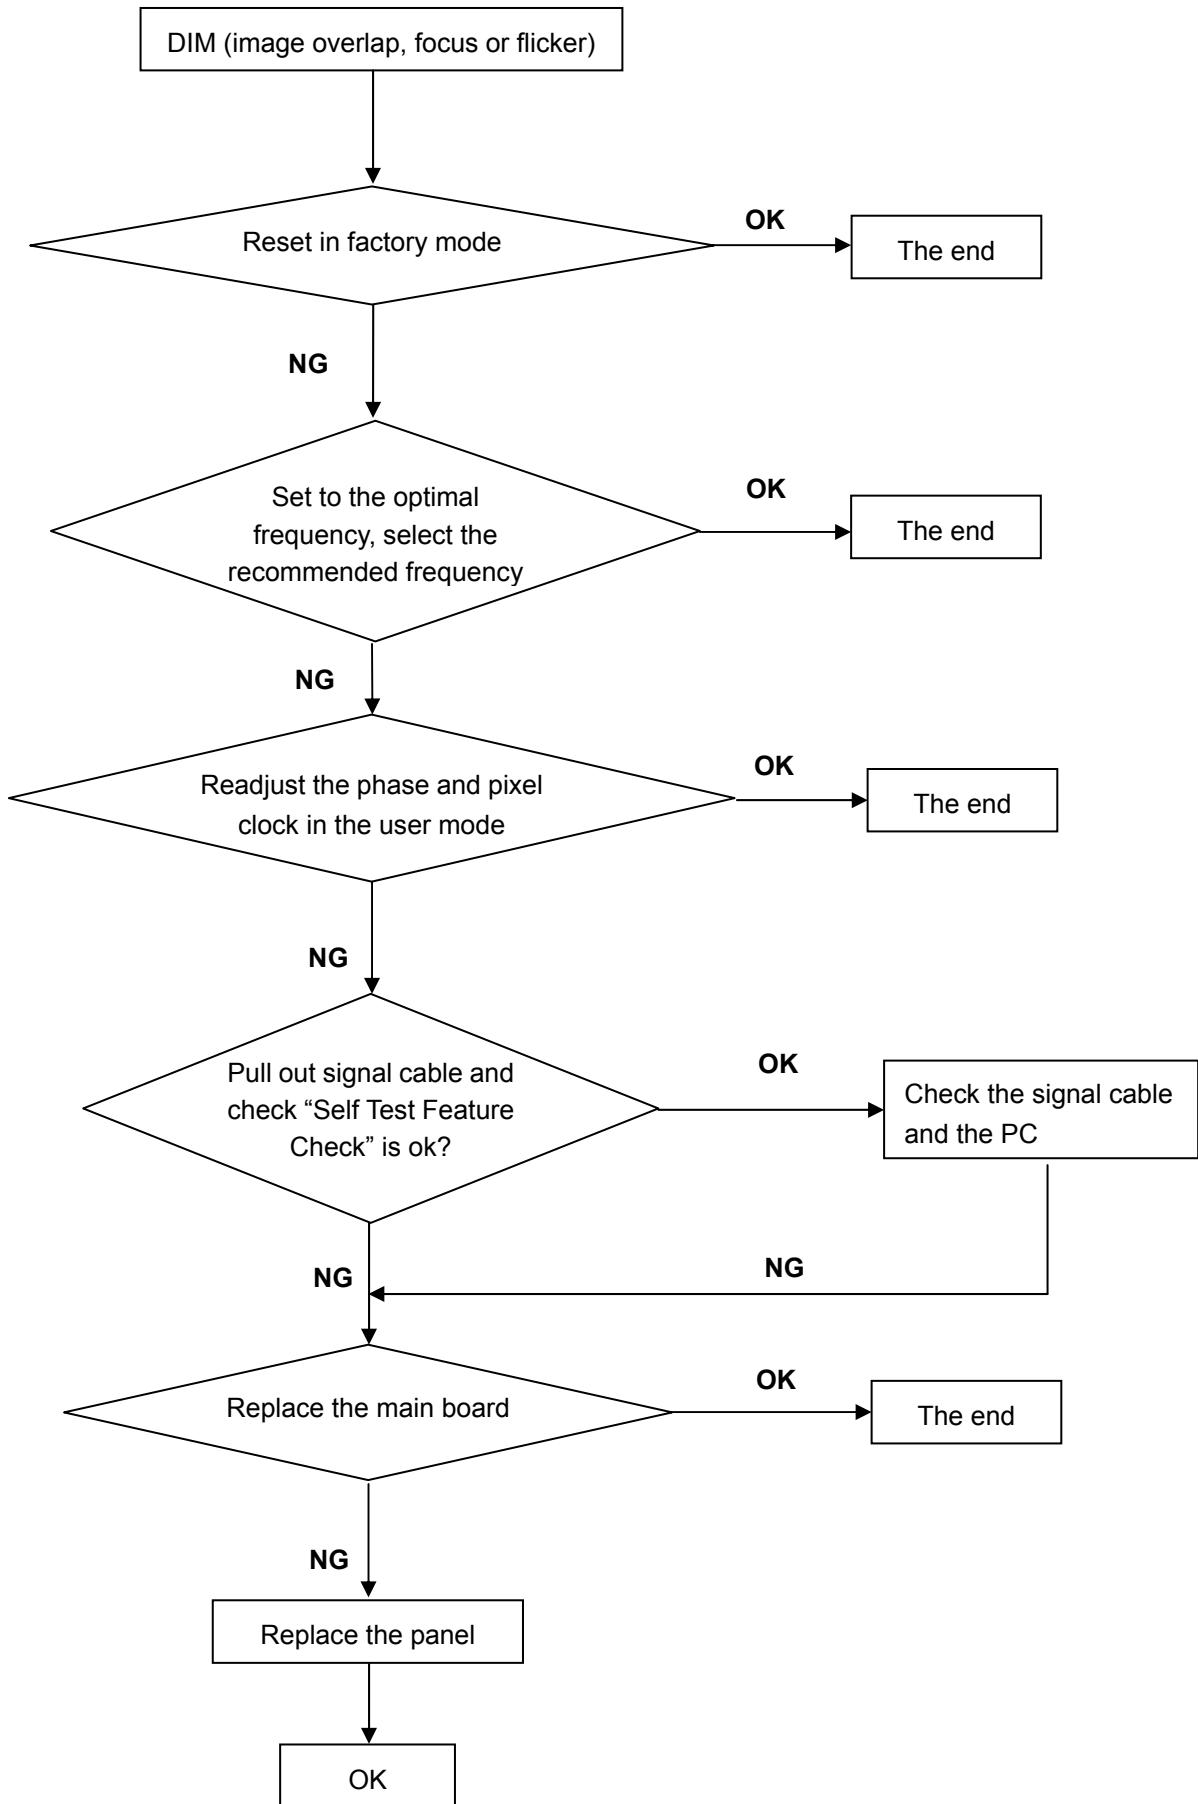 DIM (image overlap, focus or flicker)
Reset in factory mode
OK
The end
NG
Set to the optimal
frequency, select the
recommended frequency
OK
The end
NG
Readjust the phase and pixel
clock in the user mode
OK
The end
NG
Pull out signal cable and
check “Self Test Feature
Check” is ok?
OK
Check the signal cable
and the PC
NG
NG
Replace the main board
OK
The end
NG
Replace the panel
OK